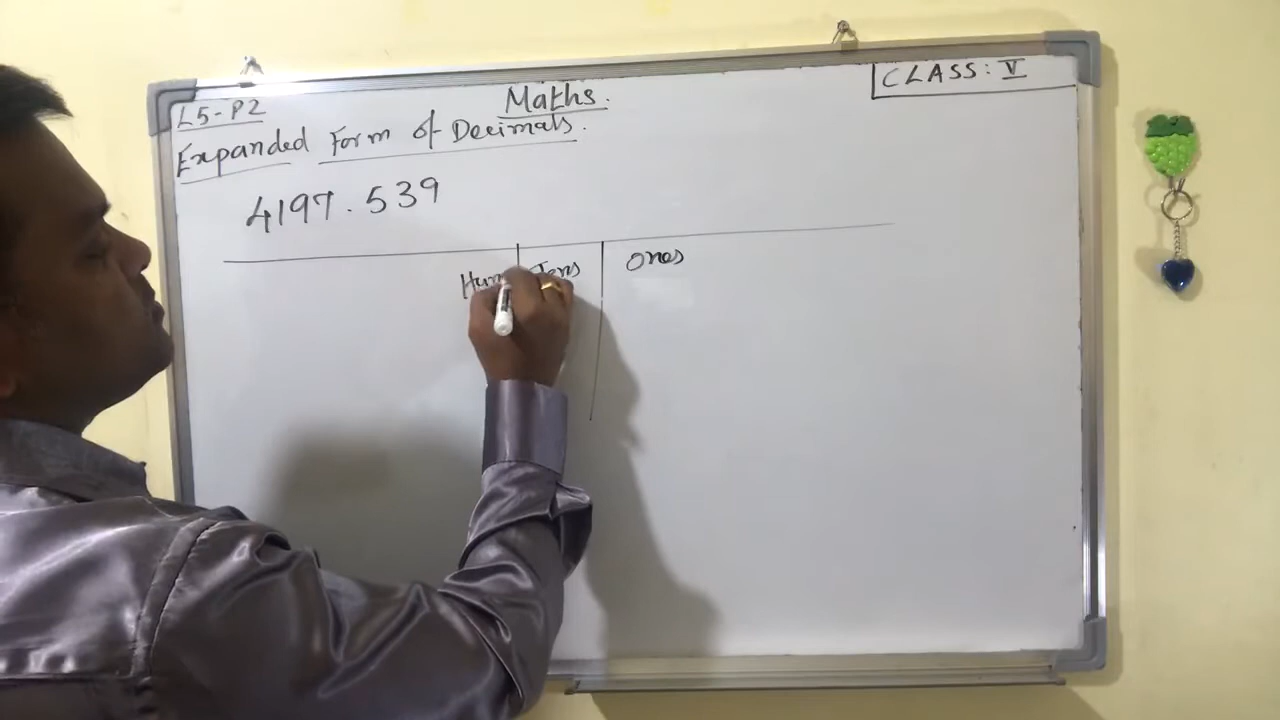 L5-P2
Maths.
CLASS: V
Expanded Form of Decimals.
4197.539
Tens Ones